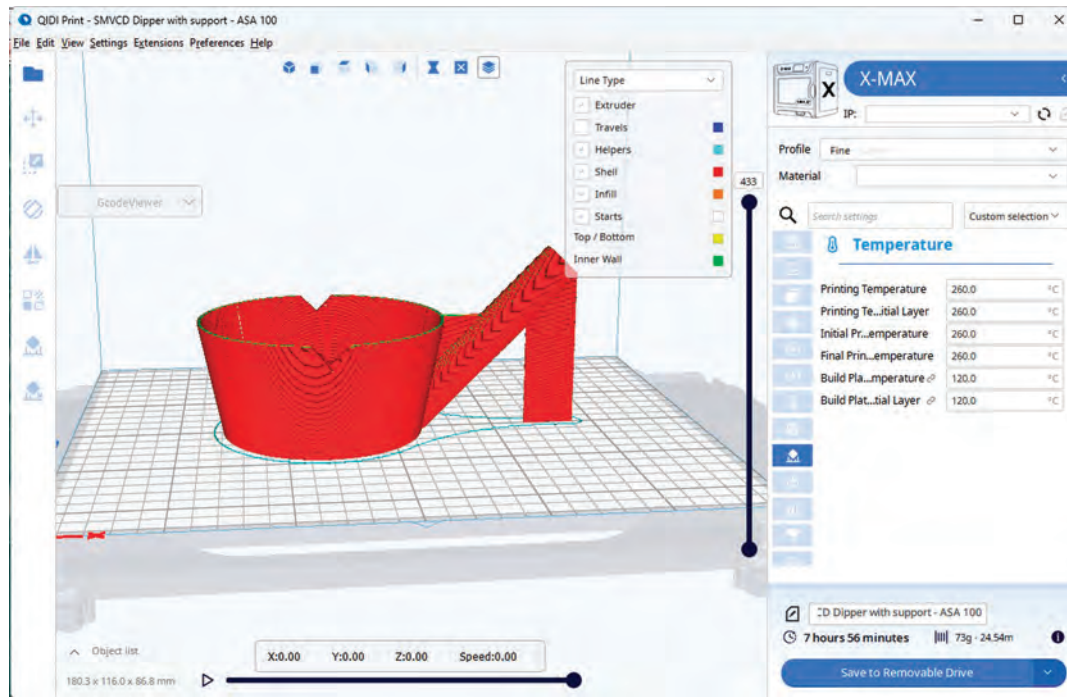 QIDI Print - SMVCD Dipper with support - ASA 100
File Edit View Settings Extensions Preferences Help
Line Type
Extruder
Travels
Helpers
Shell
Infill
Starts
Top / Bottom
Inner Wall
GcodeViewer
433
X
X-MAX
IP:
Profile Fine
Material
Search settings Custom selection
Temperature
Printing Temperature 260.0 °C
Printing Te...itial Layer 260.0 °C
Initial Pr...emperature 260.0 °C
Final Prin...emperature 260.0 °C
Build Pla...mperature 120.0 °C
Build Plat...tial Layer 120.0 °C
Object list
180.3 x 116.0 x 86.8 mm
X:0.00 Y:0.00 Z:0.00 Speed:0.00
CD Dipper with support - ASA 100
7 hours 56 minutes 73g - 24.54m
Save to Removable Drive